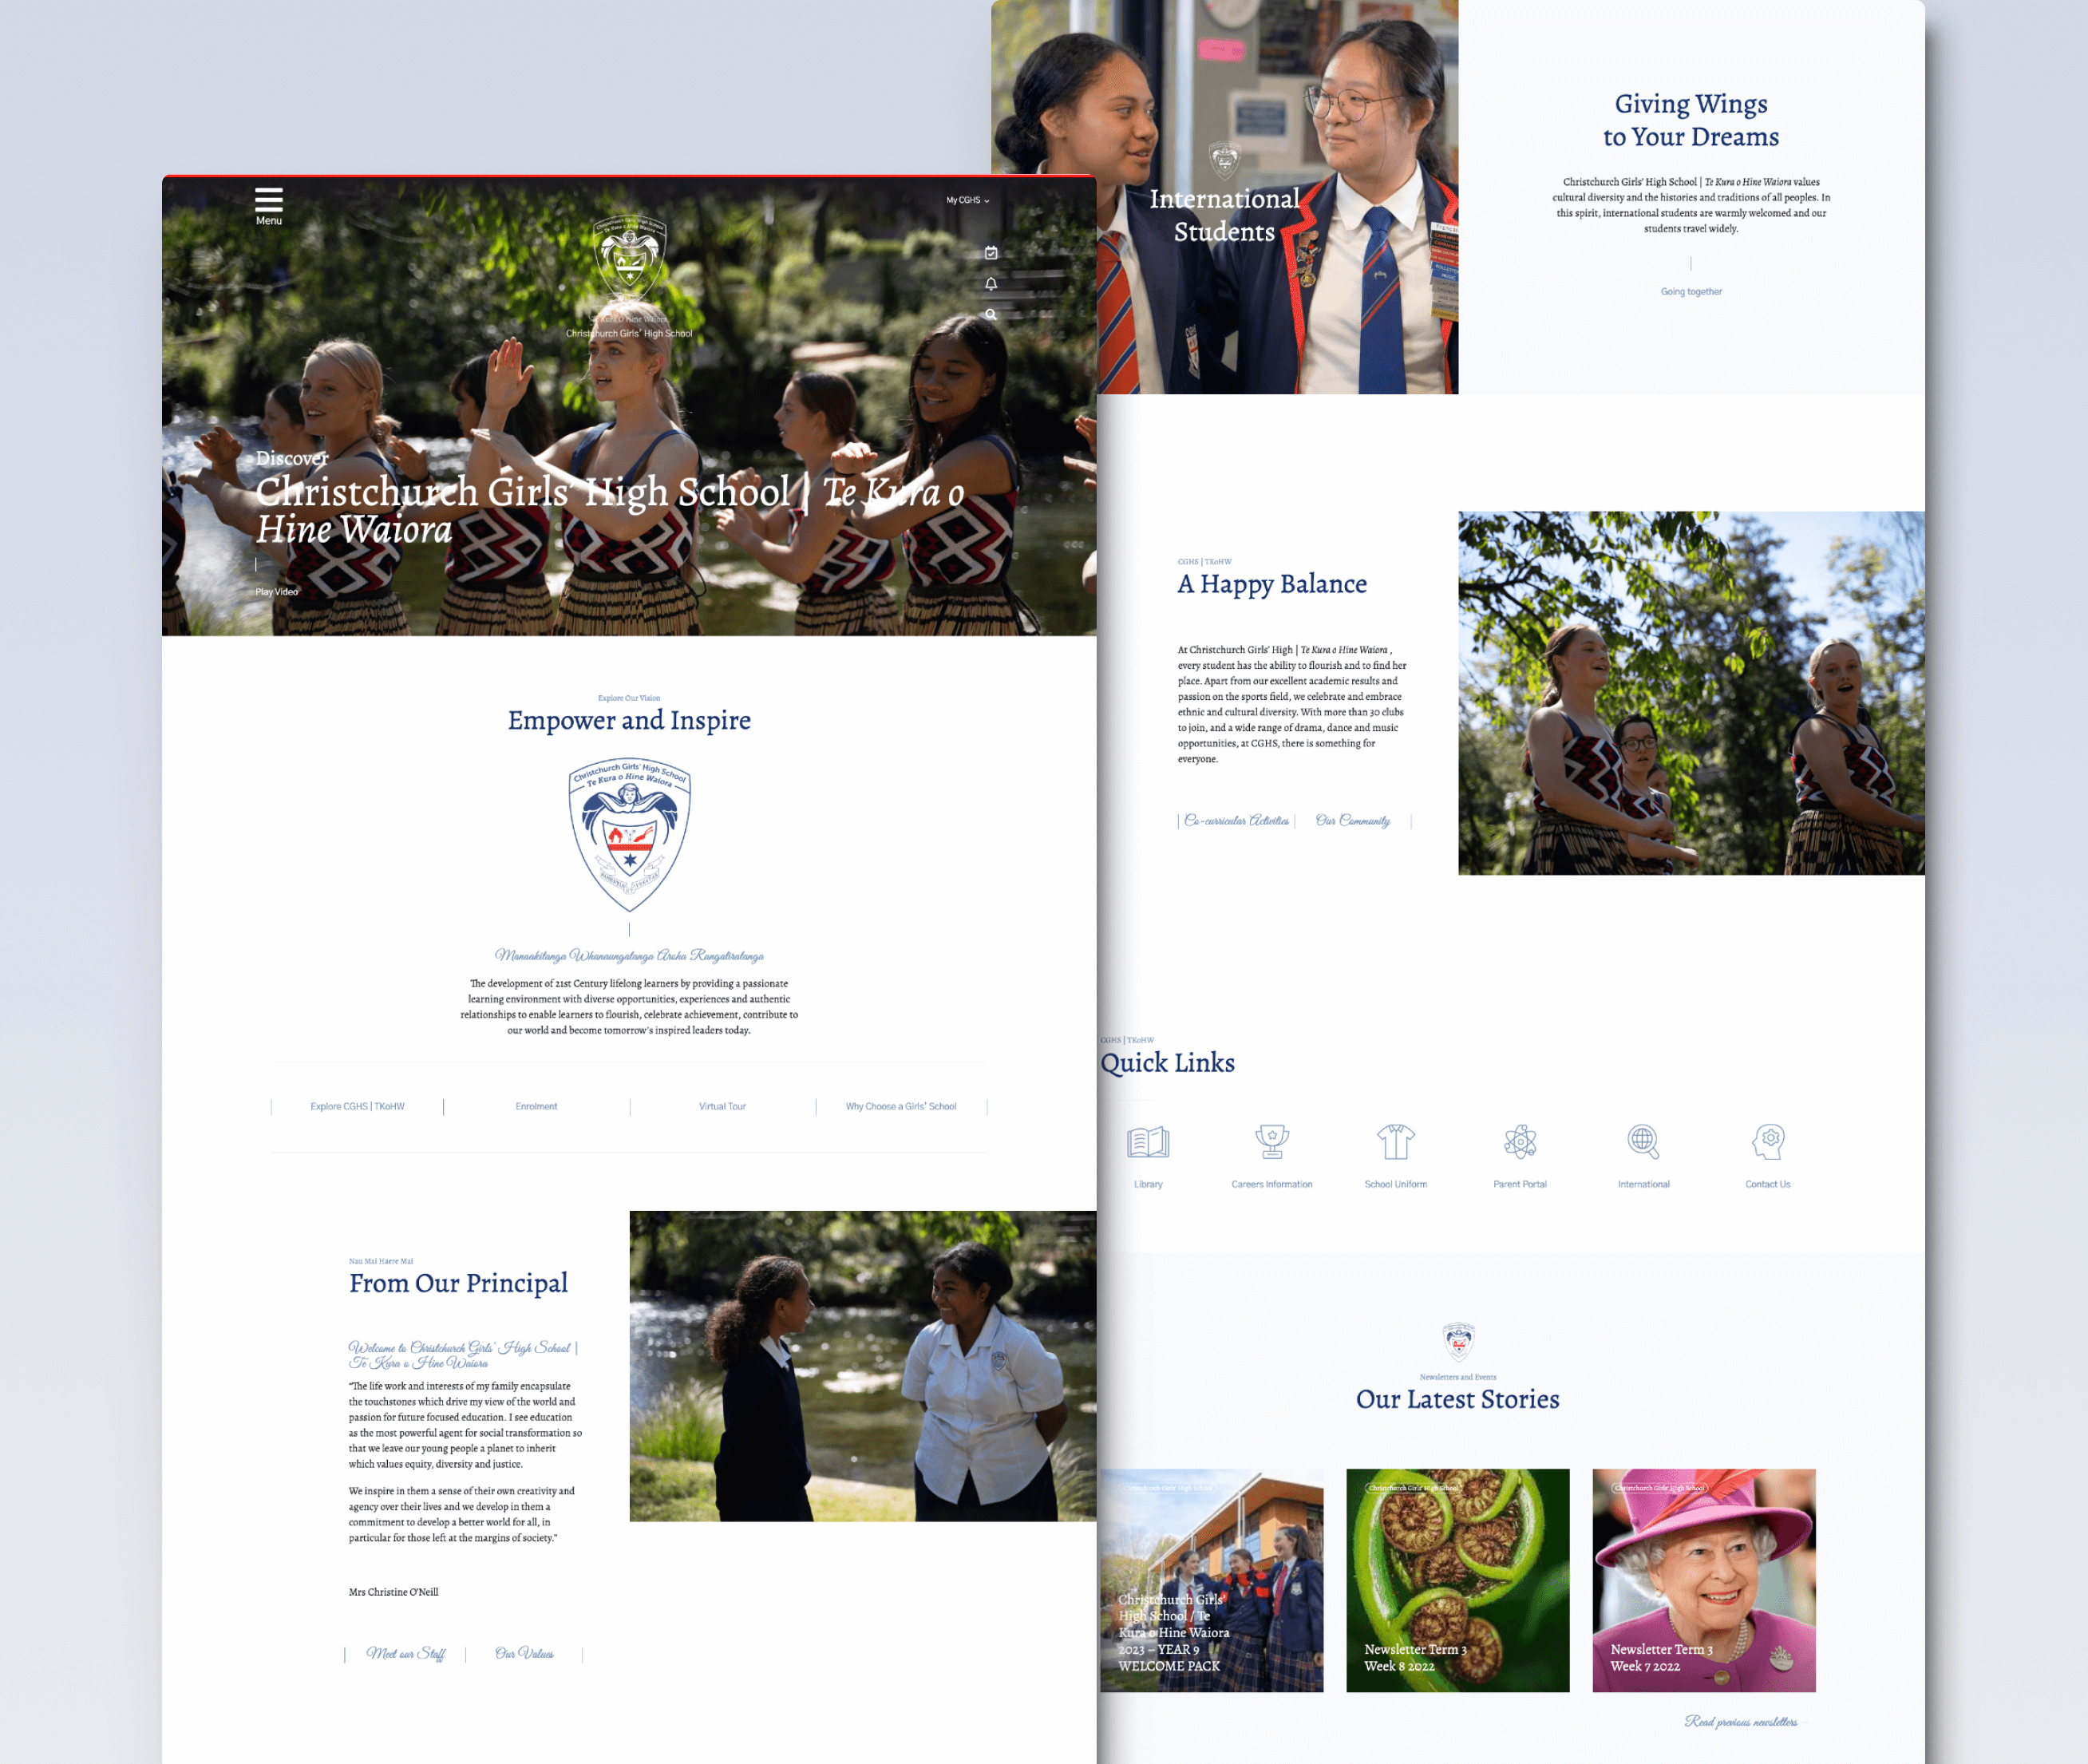 Menu
My CGHS
Christchurch Girls' High School
Discover
Christchurch Girls' High School | Te Kura o
Hine Waiora
Play Video
Explore Our Vision
Empower and Inspire
Christchurch Girls' High School
Te Kura o Hine Waiora
Manaakitanga Whanaungatanga Aroha Rangatiratanga
The development of 21st Century lifelong learners by providing a passionate
learning environment with diverse opportunities, experiences and authentic
relationships to enable learners to flourish, celebrate achievement, contribute to
our world and become tomorrow's inspired leaders today.
Explore CGHS | TKoHW
Enrolment
Virtual Tour
Why Choose a Girls' School
Nau Mai Haere Mai
From Our Principal
Welcome to Christchurch Girls' High School |
Te Kura o Hine Waiora
"The life work and interests of my family encapsulate
the touchstones which drive my view of the world and
passion for future focused education. I see education
as the most powerful agent for social transformation so
that we leave our young people a planet to inherit
which values equity, diversity and justice.
We inspire in them a sense of their own creativity and
agency over their lives and we develop in them a
commitment to develop a better world for all, in
particular for those left at the margins of society."
Mrs Christine O'Neill
Meet our Staff
Our Values
International
Students
Giving Wings
to Your Dreams
Christchurch Girls' High School | Te Kura o Hine Waiora values
cultural diversity and the histories and traditions of all peoples. In
this spirit, international students are warmly welcomed and our
students travel widely.
Going together
CGHS | TKoHW
A Happy Balance
At Christchurch Girls' High | Te Kura o Hine Waiora ,
every student has the ability to flourish and to find her
place. Apart from our excellent academic results and
passion on the sports field, we celebrate and embrace
ethnic and cultural diversity. With more than 30 clubs
to join, and a wide range of drama, dance and music
opportunities, at CGHS, there is something for
everyone.
Co-curricular Activities
Our Community
CGHS | TKoHW
Quick Links
Library
Careers Information
School Uniform
Parent Portal
International
Contact Us
Newsletters and Events
Our Latest Stories
Christchurch Girls' High School
Christchurch Girls'
High School / Te
Kura o Hine Waiora
2023 – YEAR 9
WELCOME PACK
Christchurch Girls' High School
Newsletter Term 3
Week 8 2022
Christchurch Girls' High School
Newsletter Term 3
Week 7 2022
Read previous newsletters